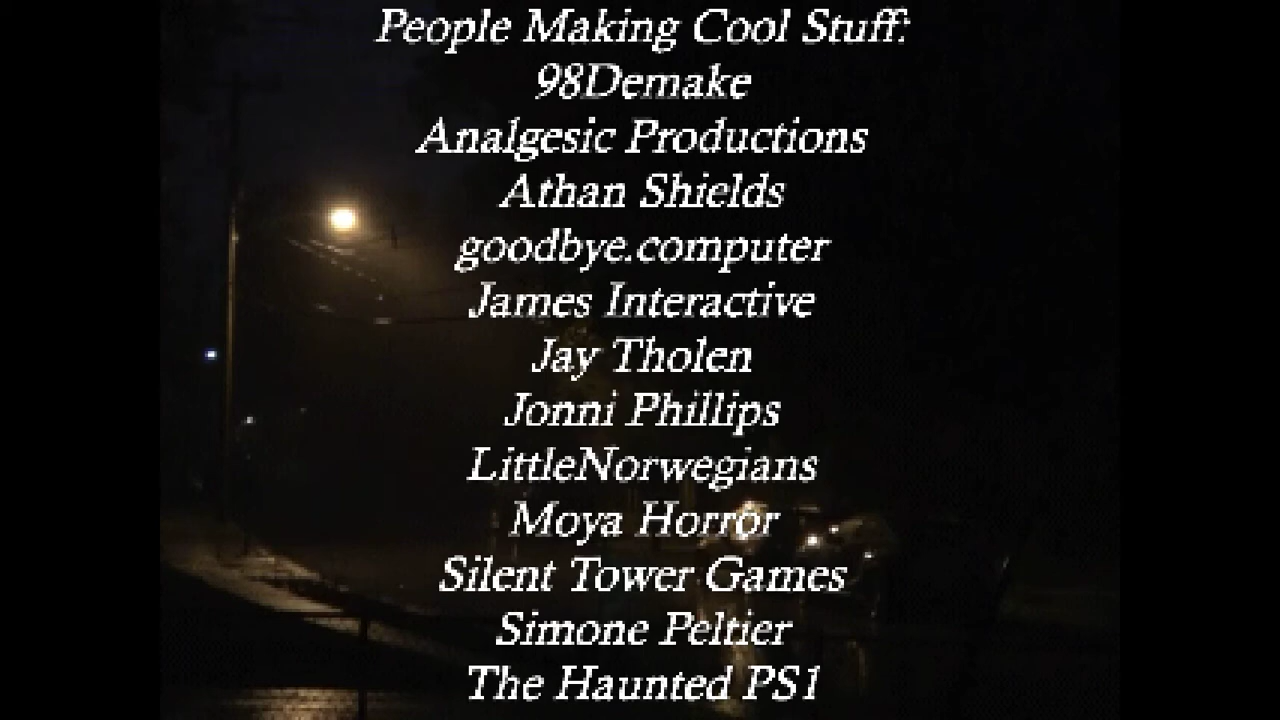 People Making Cool Stuff:
98Demake
Analgesic Productions
Athan Shields
goodbye.computer
James Interactive
Jay Tholen
Jonni Phillips
LittleNorwegians
Moya Horror
Silent Tower Games
Simone Peltier
The Haunted PS1